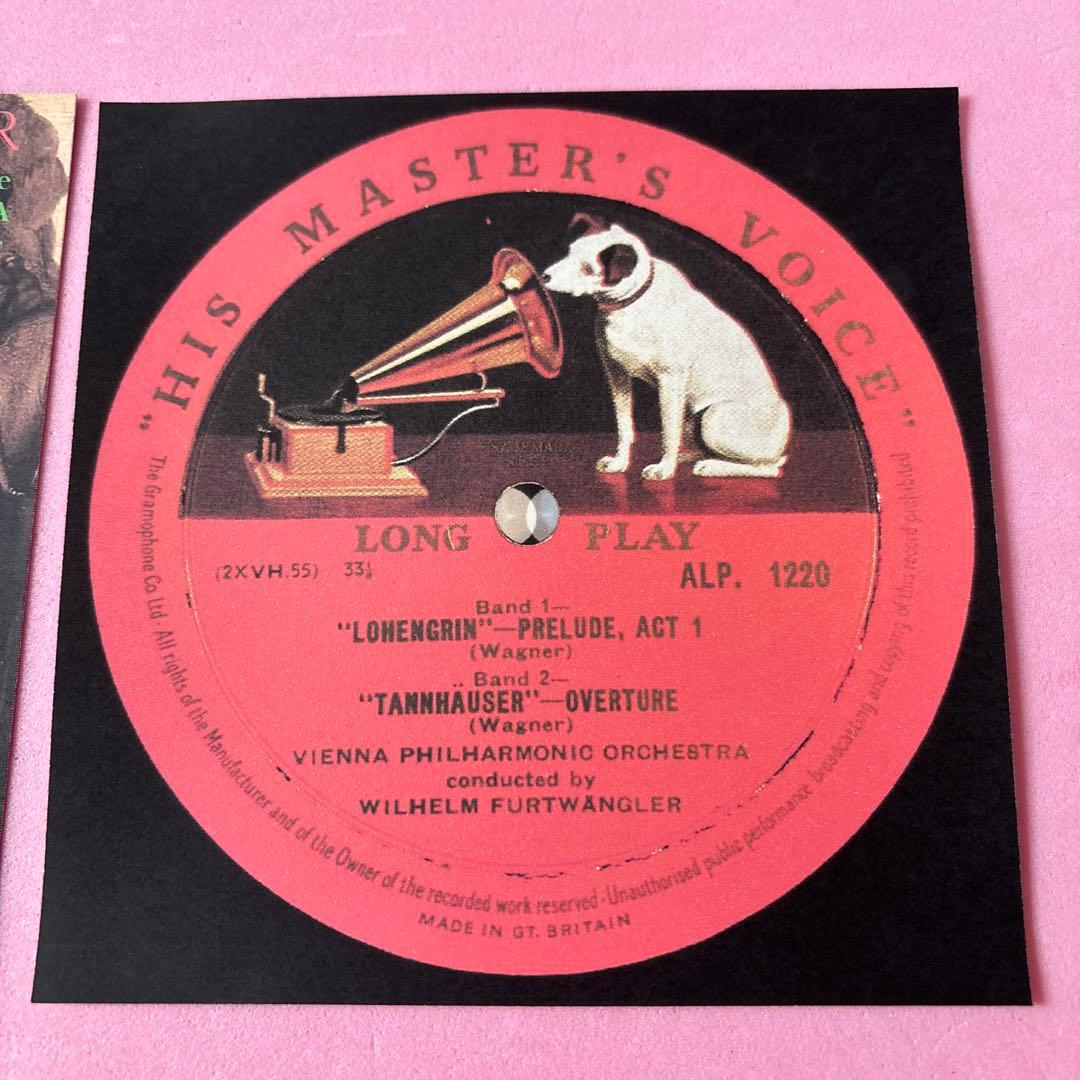 R
e
A
"HIS MASTER'S VOICE"
TRADE MARK
LONG PLAY
(2XVH.55) 33⅓
ALP. 1220
Band 1—
"LOHENGRIN"—PRELUDE, ACT 1
(Wagner)
Band 2—
"TANNHÄUSER"—OVERTURE
(Wagner)
VIENNA PHILHARMONIC ORCHESTRA
conducted by
WILHELM FURTWÄNGLER
The Gramophone Co. Ltd · All rights of the Manufacturer and of the Owner of the recorded work reserved · Unauthorised public performance broadcasting and copying of this record prohibited
MADE IN GT. BRITAIN